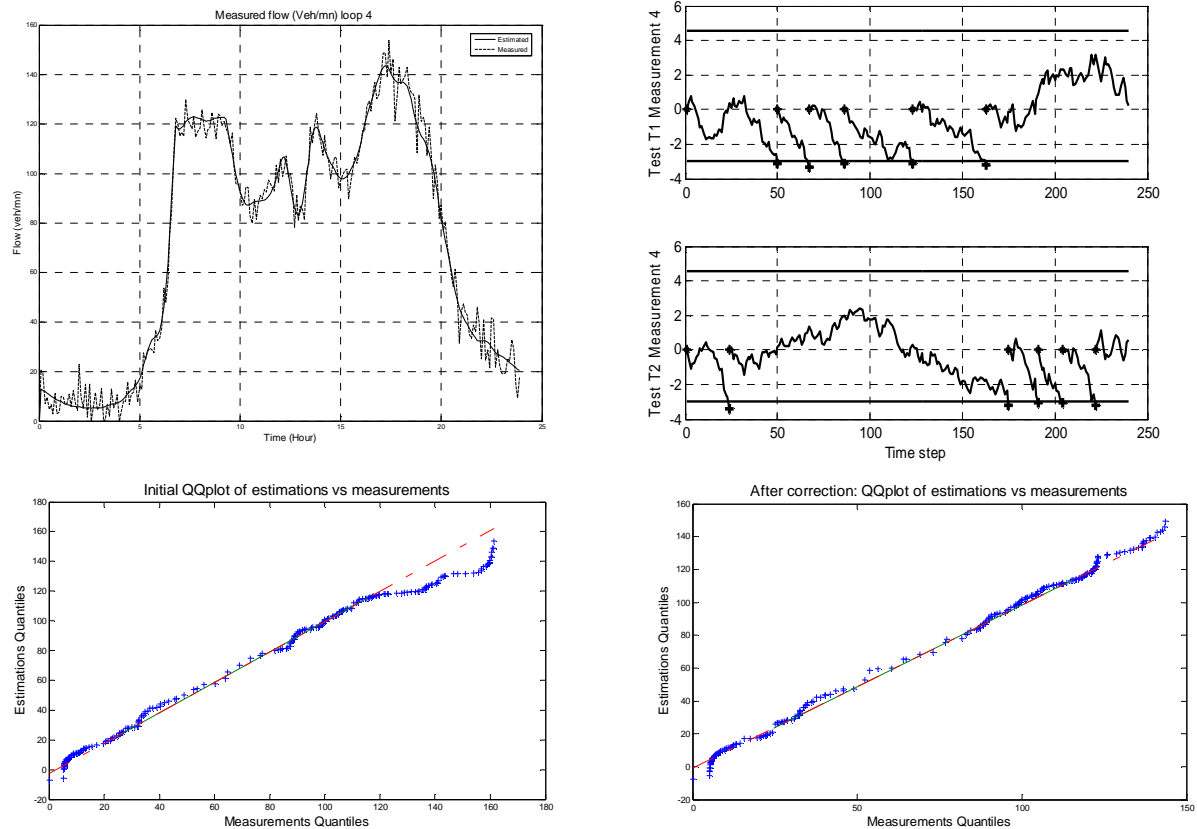 Measured flow (Veh/mn) loop 4
Estimated
Measured
Flow (veh/mn)
160
140
120
100
80
60
40
20
0
0 5 10 15 20 25
Time (Hour)
Test T1 Measurement 4
6
4
2
0
-2
-4
0 50 100 150 200 250
Test T2 Measurement 4
6
4
2
0
-2
-4
0 50 100 150 200 250
Time step
Initial QQplot of estimations vs measurements
Estimations Quantiles
180
160
140
120
100
80
60
40
20
0
-20
0 20 40 60 80 100 120 140 160 180
Measurements Quantiles
After correction: QQplot of estimations vs measurements
Estimations Quantiles
160
140
120
100
80
60
40
20
0
-20
0 50 100 150
Measurements Quantiles